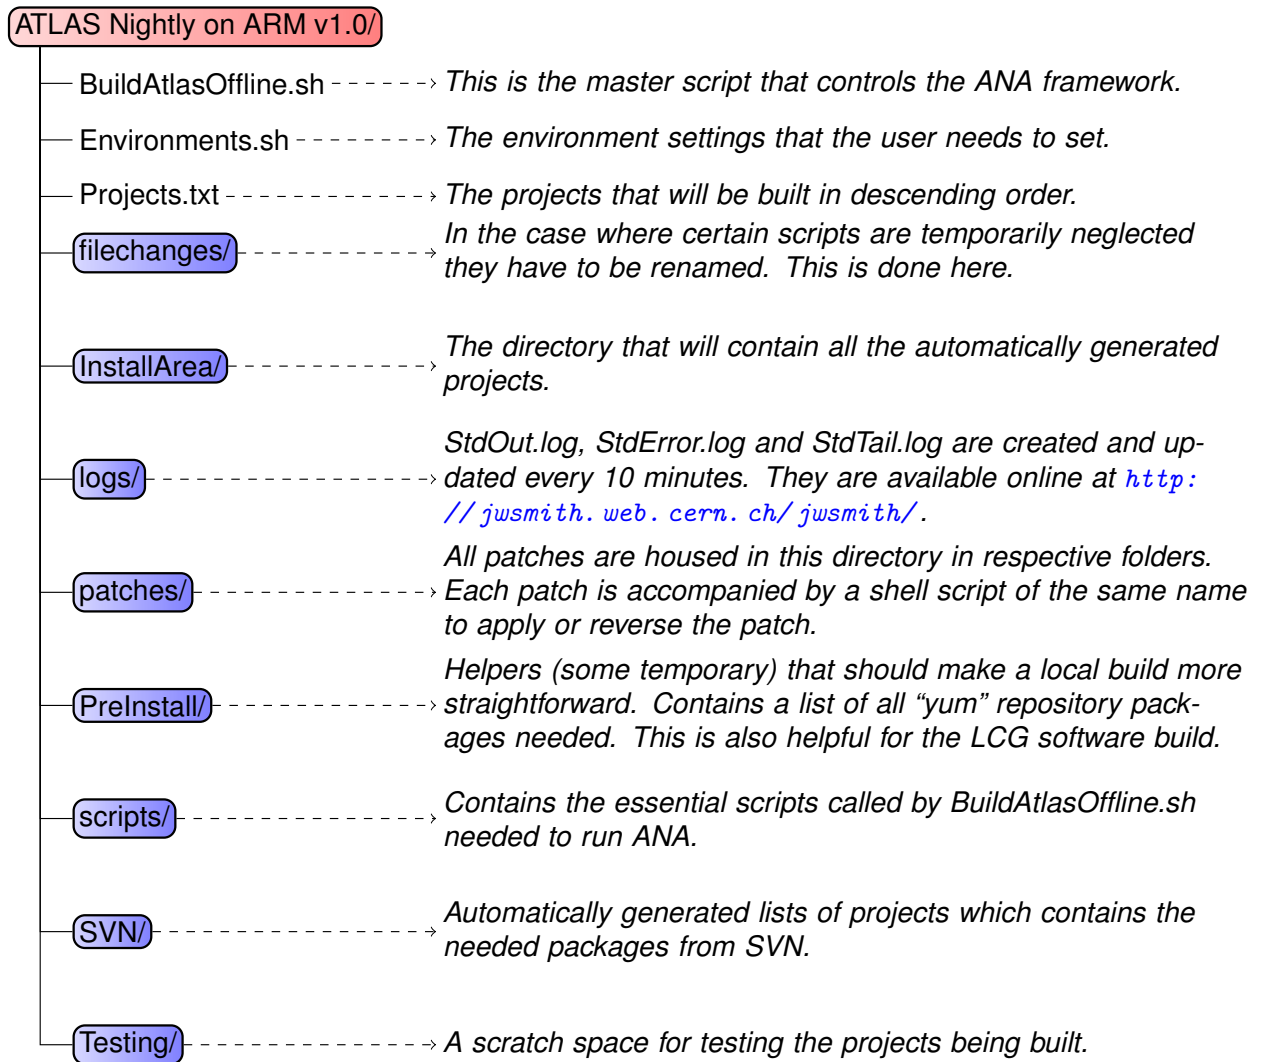 ATLAS Nightly on ARM v1.0/
BuildAtlasOffline.sh This is the master script that controls the ANA framework.
Environments.sh The environment settings that the user needs to set.
Projects.txt The projects that will be built in descending order.
filechanges/ In the case where certain scripts are temporarily neglected
they have to be renamed. This is done here.
InstallArea/ The directory that will contain all the automatically generated
projects.
logs/ StdOut.log, StdError.log and StdTail.log are created and up-
dated every 10 minutes. They are available online at http:
//jwsmith.web.cern.ch/jwsmith/.
patches/ All patches are housed in this directory in respective folders.
Each patch is accompanied by a shell script of the same name
to apply or reverse the patch.
PreInstall/ Helpers (some temporary) that should make a local build more
straightforward. Contains a list of all “yum” repository pack-
ages needed. This is also helpful for the LCG software build.
scripts/ Contains the essential scripts called by BuildAtlasOffline.sh
needed to run ANA.
SVN/ Automatically generated lists of projects which contains the
needed packages from SVN.
Testing/ A scratch space for testing the projects being built.